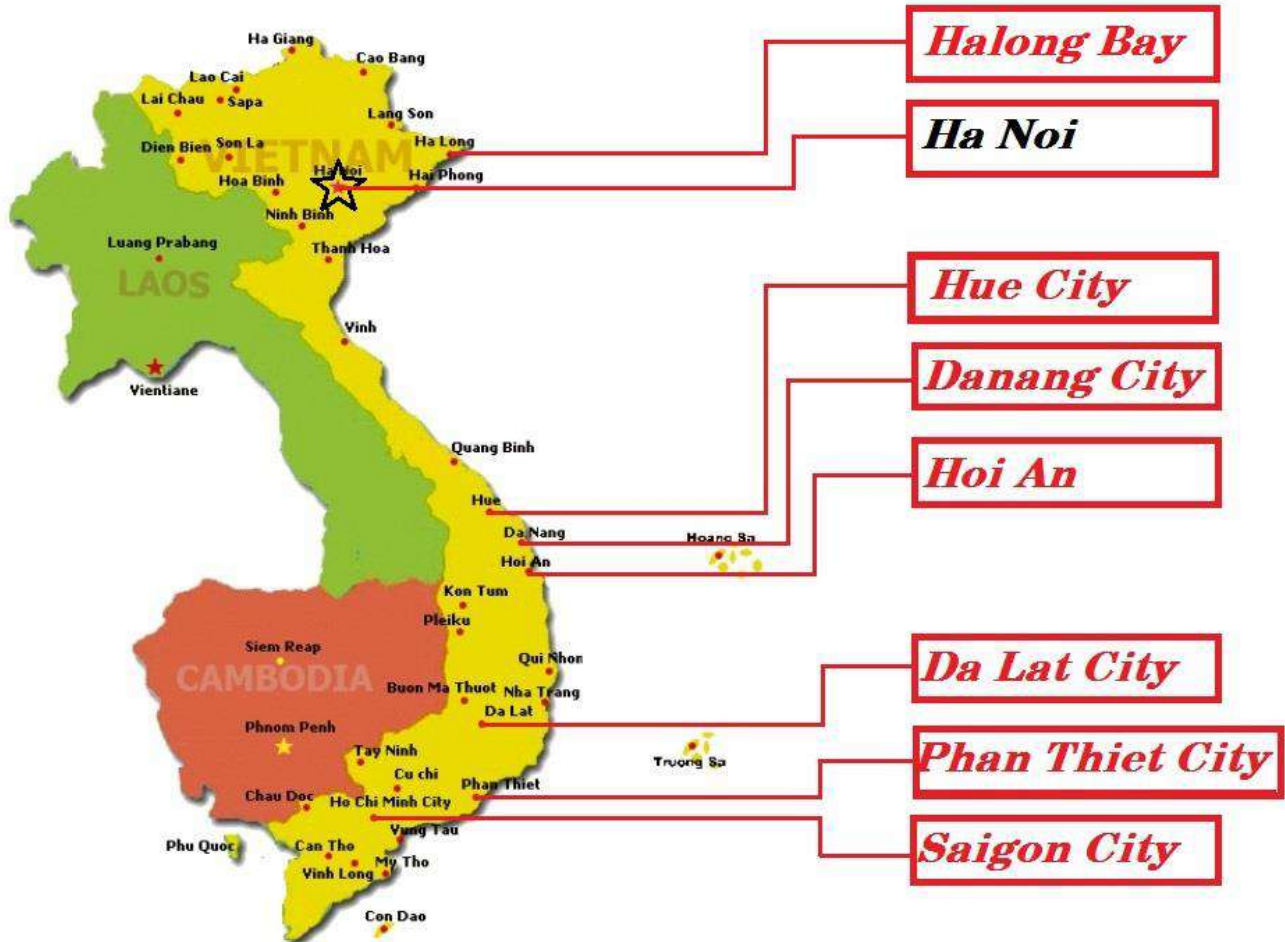 Ha Giang
Cao Bang
Lao Cai
Lai Chau
Sapa
Lang Son
Dien Bien
Son La
VIETNAM
Ha Long
Ha Noi
Hoa Binh
Hai Phong
Ninh Binh
Luang Prabang
Thanh Hoa
LAOS
Vinh
Vientiane
Quang Binh
Hue
Da Nang
Hoang Sa
Hoi An
Kon Tum
Pleiku
Siem Reap
Qui Nhon
CAMBODIA
Buon Ma Thuot
Nha Trang
Da Lat
Phnom Penh
Tay Ninh
Truong Sa
Cu chi
Phan Thiet
Chau Doc
Ho Chi Minh City
Vung Tau
Phu Quoc
Can Tho
My Tho
Vinh Long
Con Dao
Halong Bay
Ha Noi
Hue City
Danang City
Hoi An
Da Lat City
Phan Thiet City
Saigon City